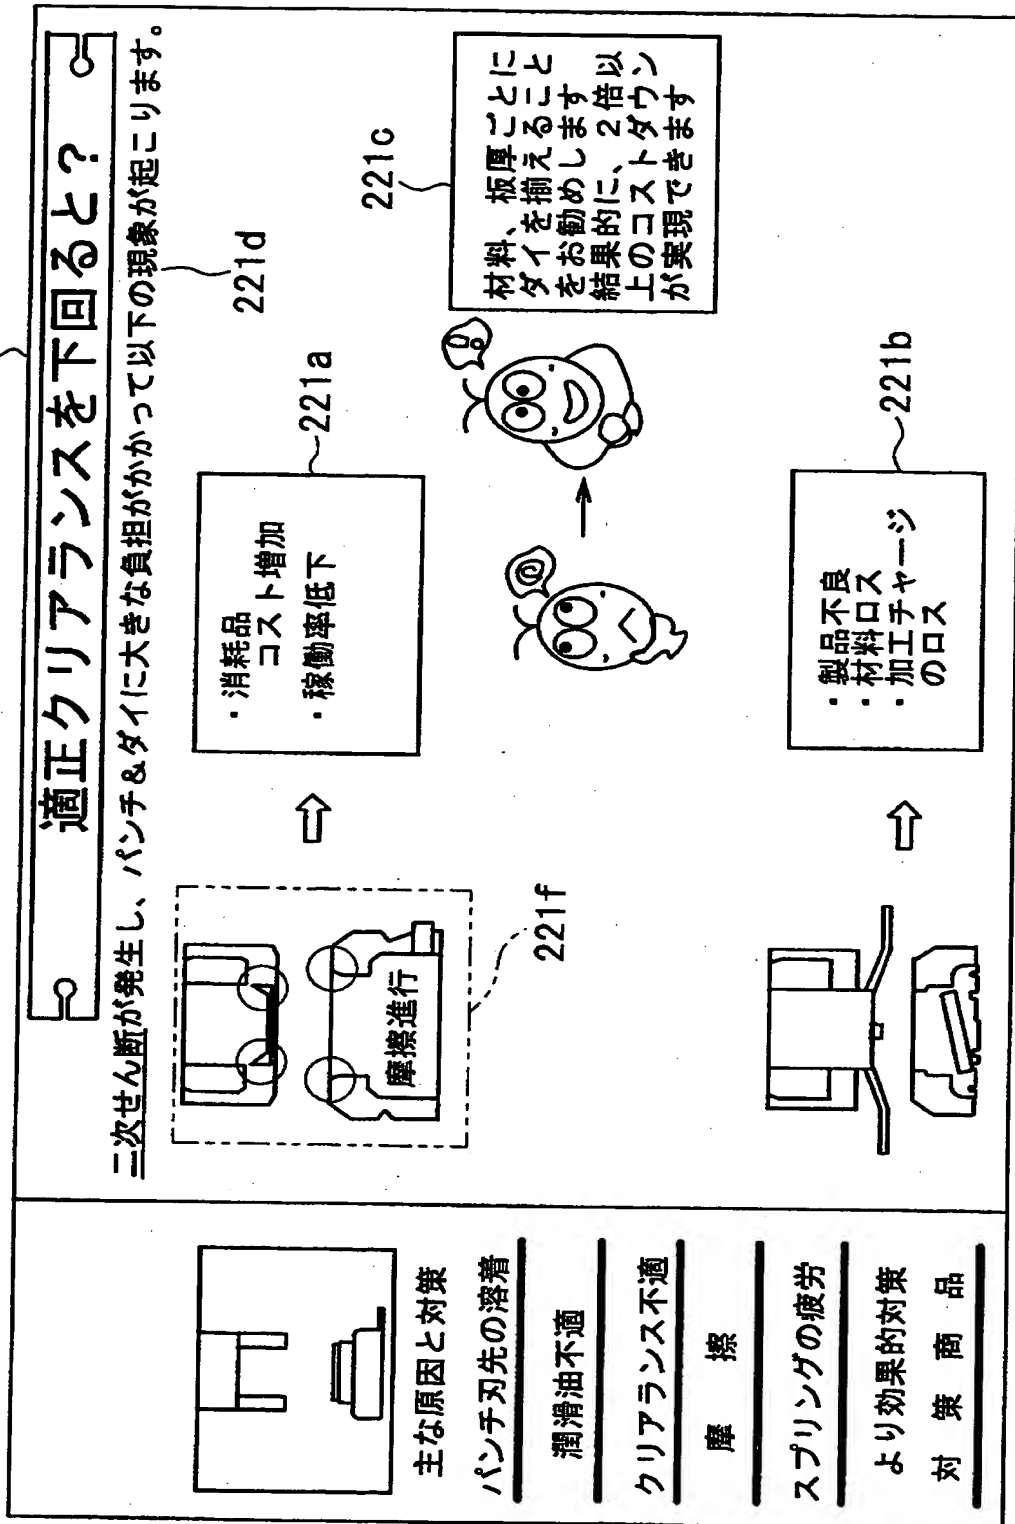 適正クリアランスを下回ると?
二次せん断が発生し、パンチ&ダイに大きな負担がかかって以下の現象が起こります。
221d
・消耗品
コスト増加
・稼働率低下
221a
摩擦進行
221f
221c
材料、板厚ごとに
ダイを揃えること
をお勧めします
結果的に、2倍以
上のコストダウン
が実現できます
・製品不良
・材料ロス
・加工チャージ
のロス
221b
主な原因と対策
パンチ刃先の溶着
潤滑油不適
クリアランス不適
摩擦
スプリングの疲労
より効果的対策
対策商品